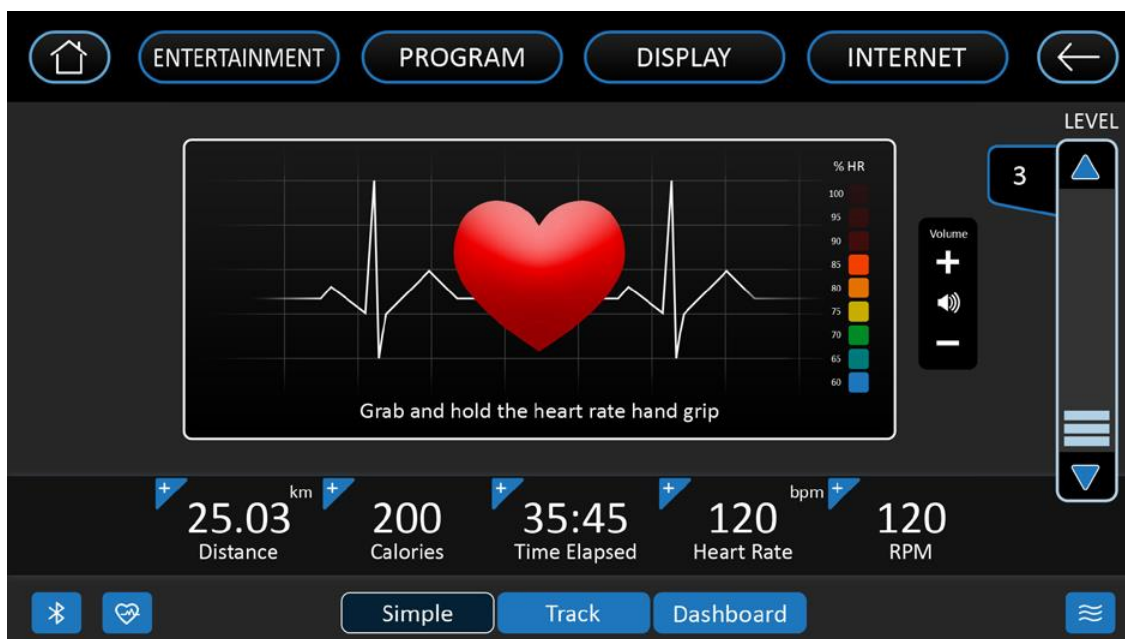 ENTERTAINMENT
PROGRAM
DISPLAY
INTERNET
LEVEL
3
% HR
100
95
90
85
80
75
70
65
60
Volume
+
−
Grab and hold the heart rate hand grip
+ 25.03 km
Distance
+ 200
Calories
+ 35:45
Time Elapsed
+ 120 bpm
Heart Rate
+ 120
RPM
Simple
Track
Dashboard